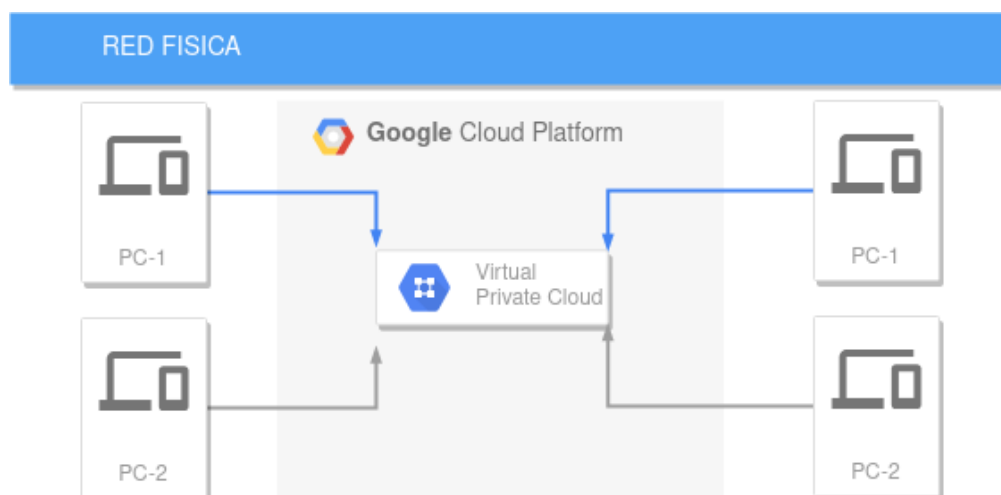 RED FISICA
Google Cloud Platform
PC-1
PC-1
Virtual
Private Cloud
PC-2
PC-2